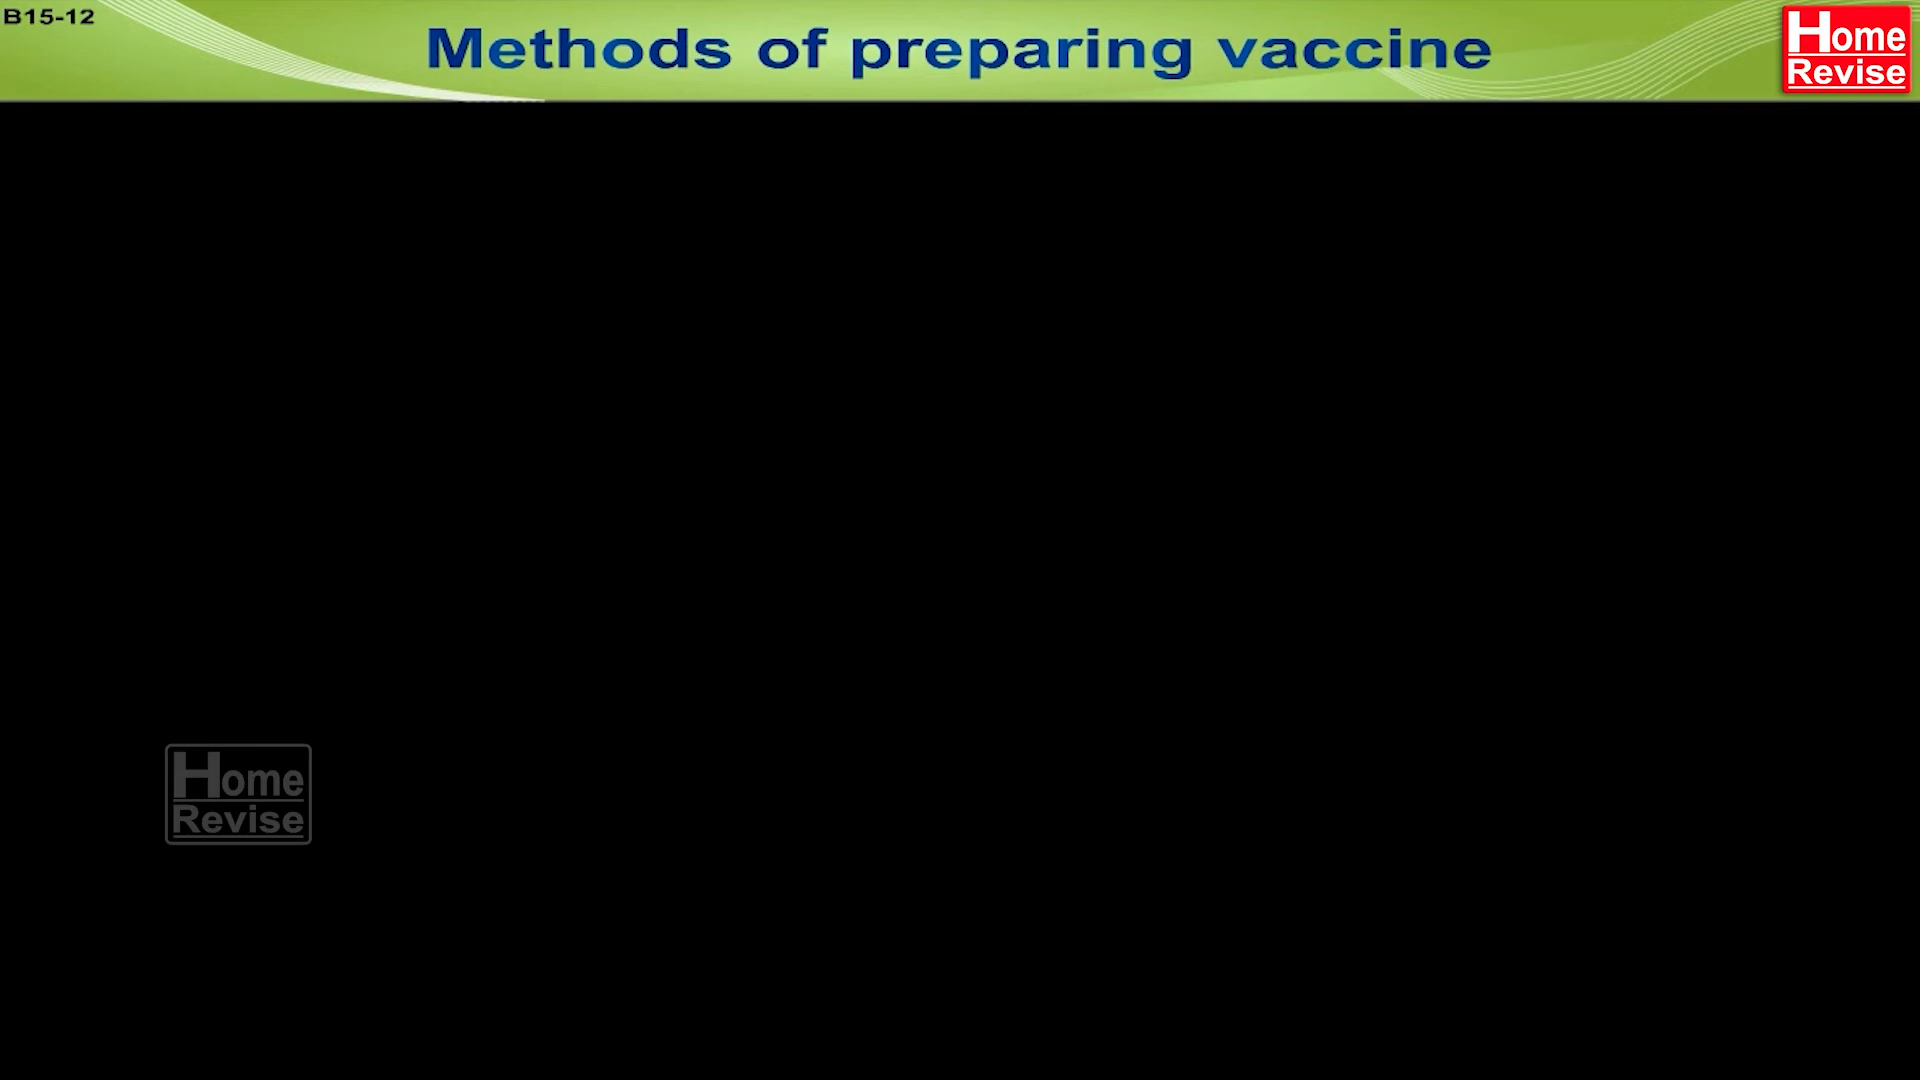 B15-12
Methods of preparing vaccine
Home
Revise
Home
Revise